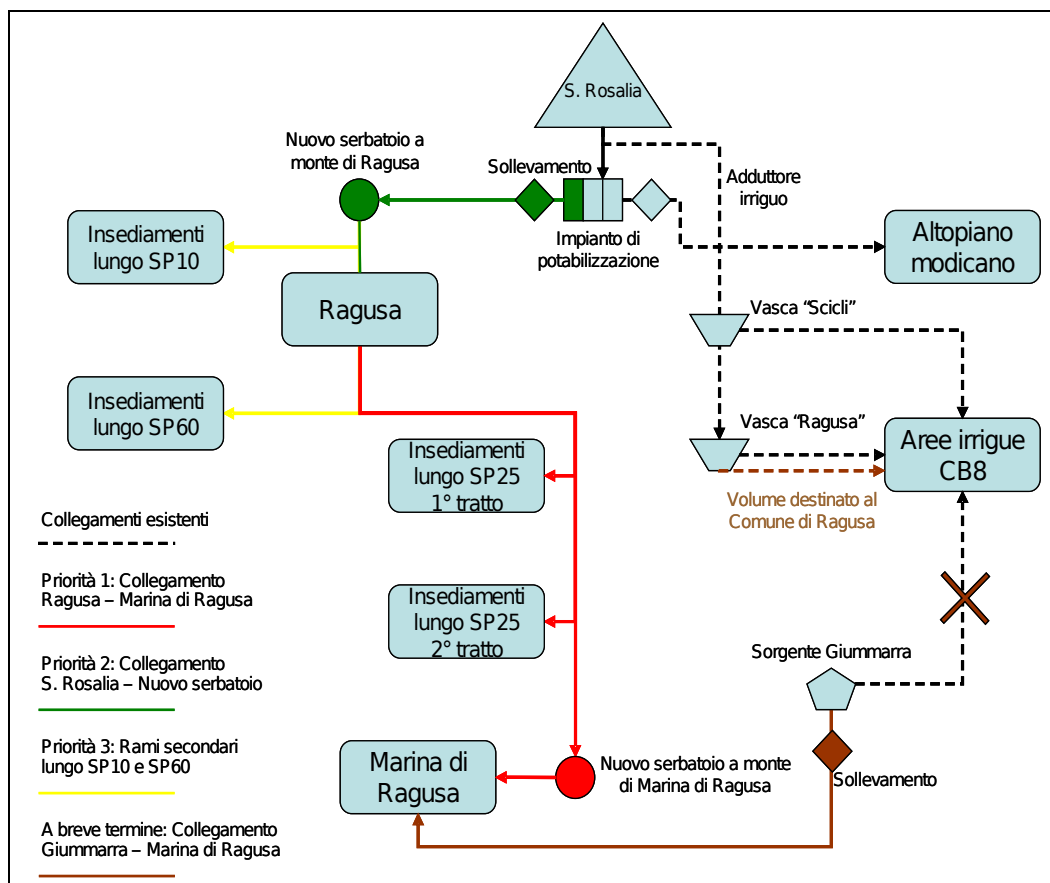 S. Rosalia
Nuovo serbatoio a
monte di Ragusa
Sollevamento
Adduttore
irriguo
Insediamenti
lungo SP10
Impianto di
potabilizzazione
Altopiano
modicano
Ragusa
Vasca “Scicli”
Insediamenti
lungo SP60
Vasca “Ragusa”
Aree irrigue
CB8
Insediamenti
lungo SP25
1° tratto
Volume destinato al
Comune di Ragusa
Collegamenti esistenti
Priorità 1: Collegamento
Ragusa – Marina di Ragusa
Insediamenti
lungo SP25
2° tratto
Priorità 2: Collegamento
S. Rosalia – Nuovo serbatoio
Sorgente Giummarra
Priorità 3: Rami secondari
lungo SP10 e SP60
Marina di
Ragusa
Nuovo serbatoio a monte
di Marina di Ragusa
Sollevamento
A breve termine: Collegamento
Giummarra – Marina di Ragusa